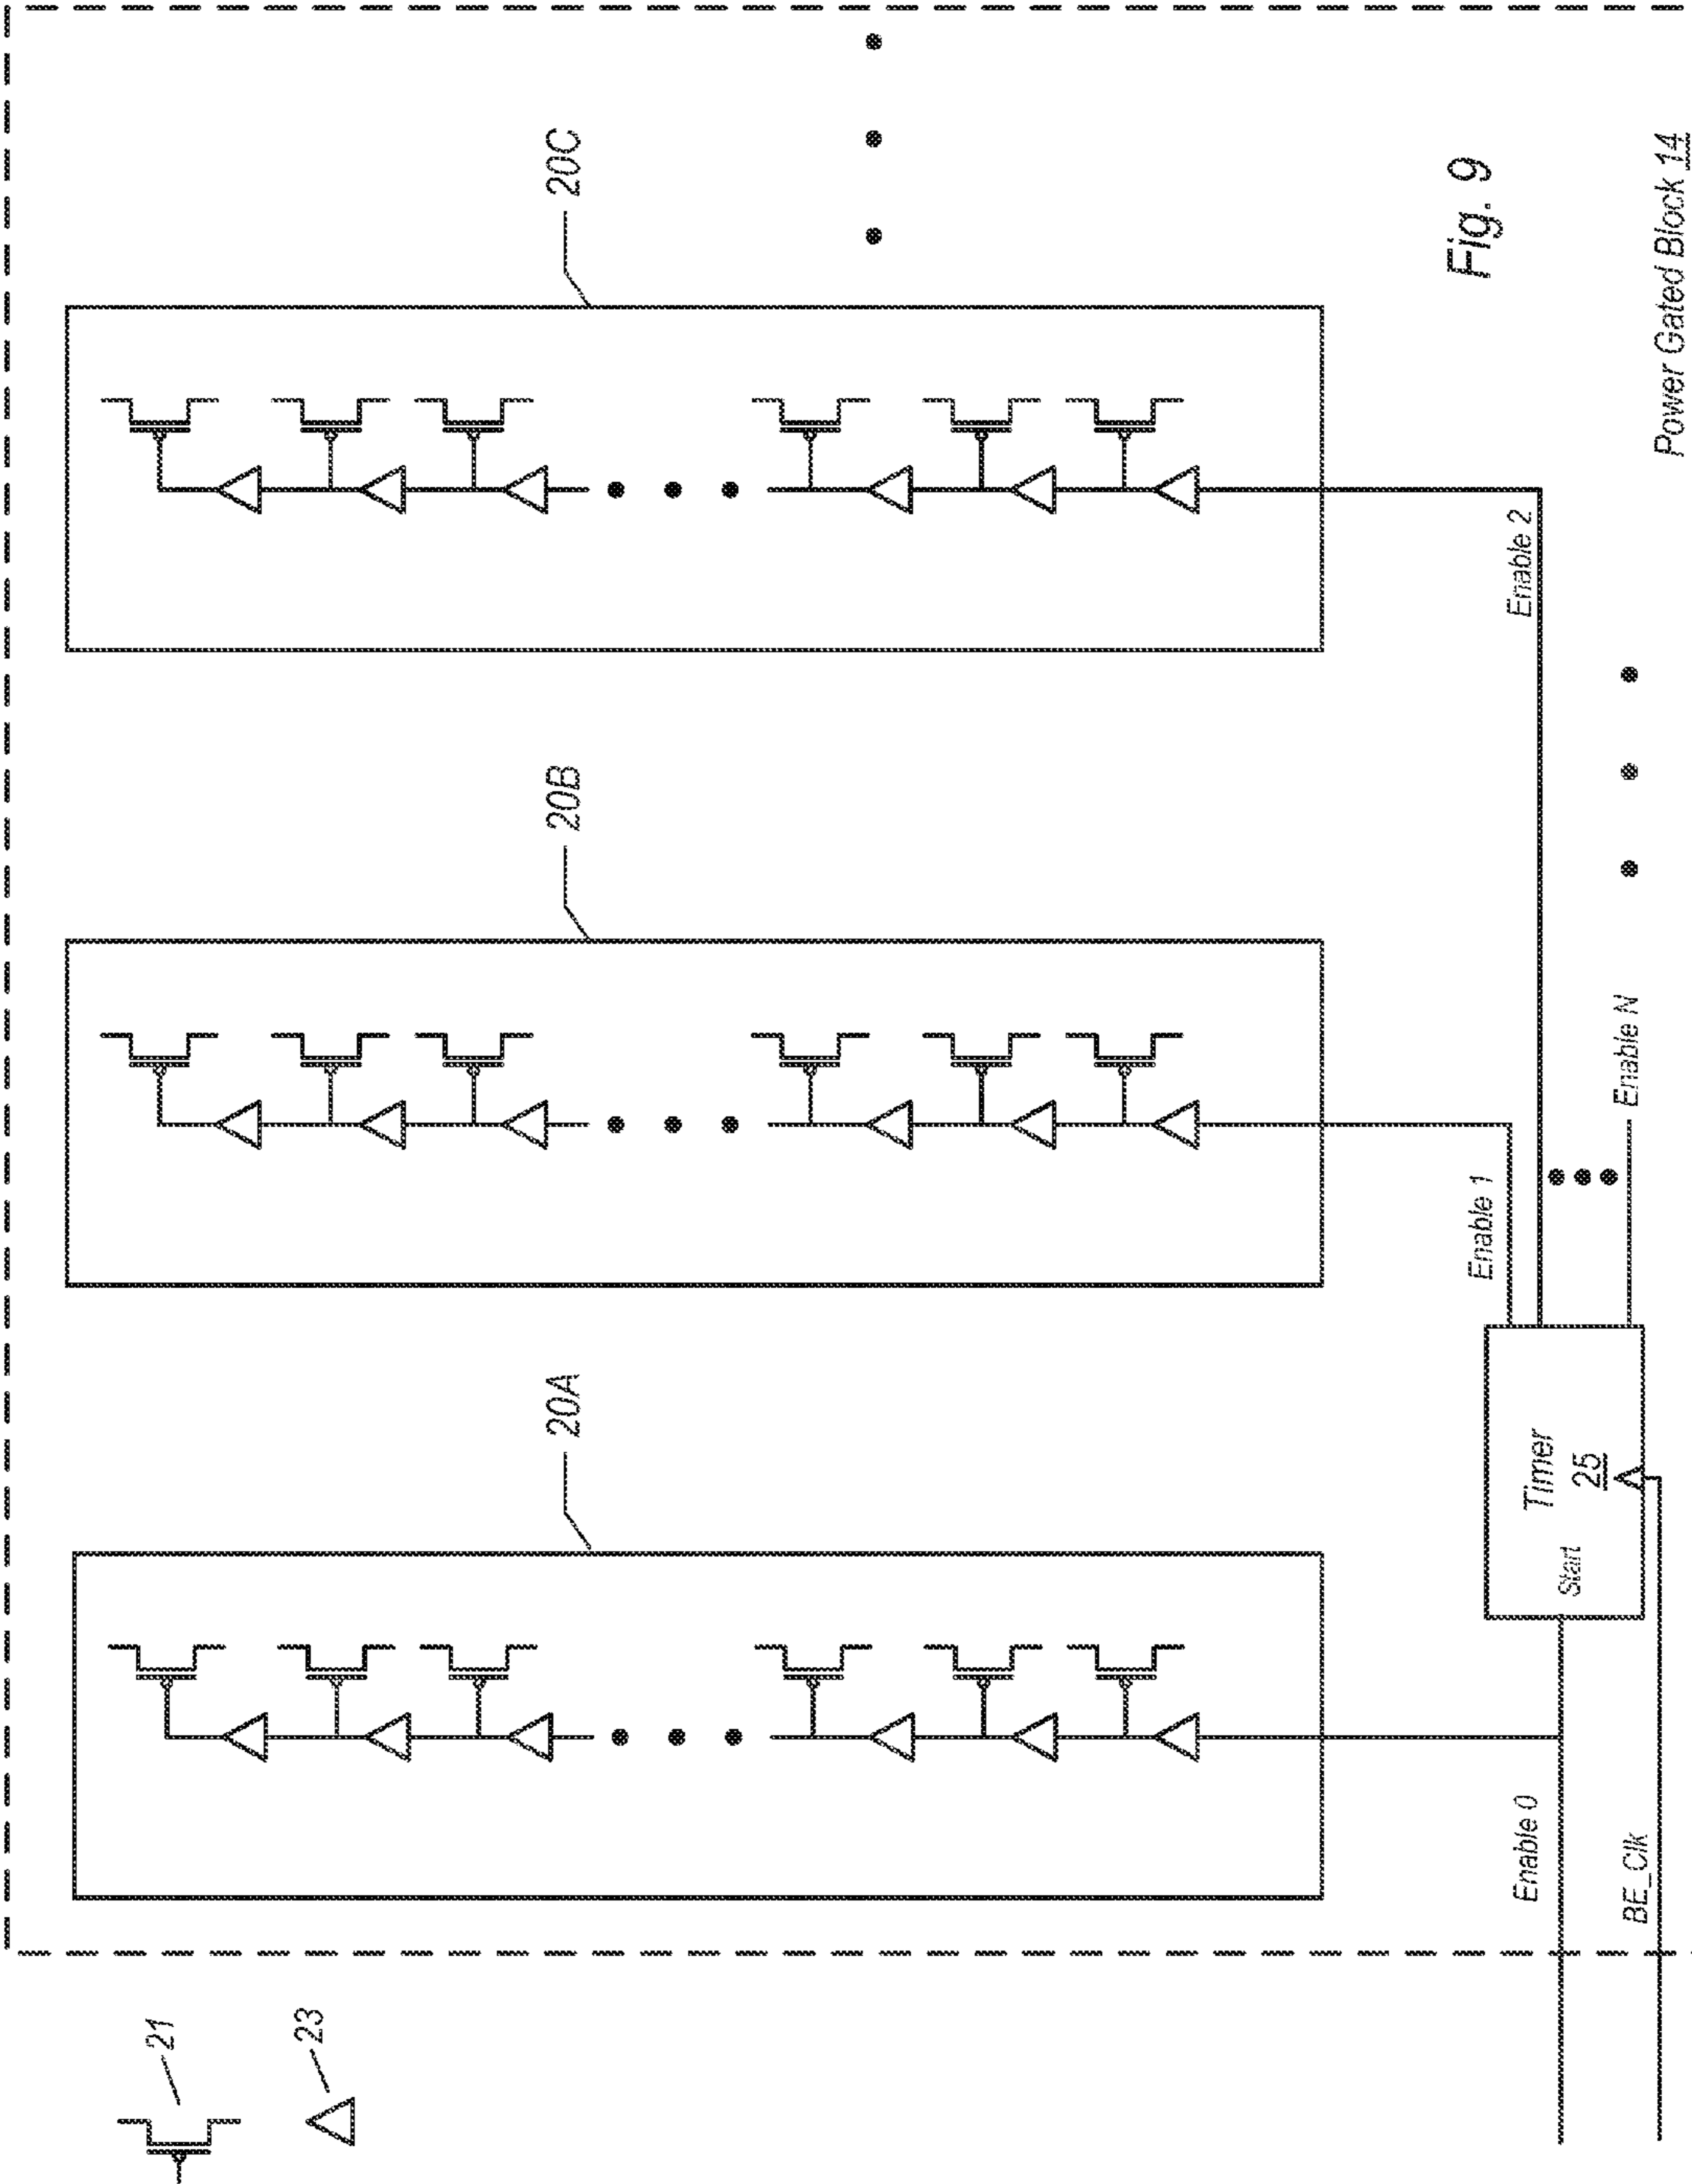 21
23
20A
20B
20C
Enable 0
BE_Clk
Start
Timer
25
Enable 1
Enable N
Enable 2
Fig. 9
Power Gated Block 14